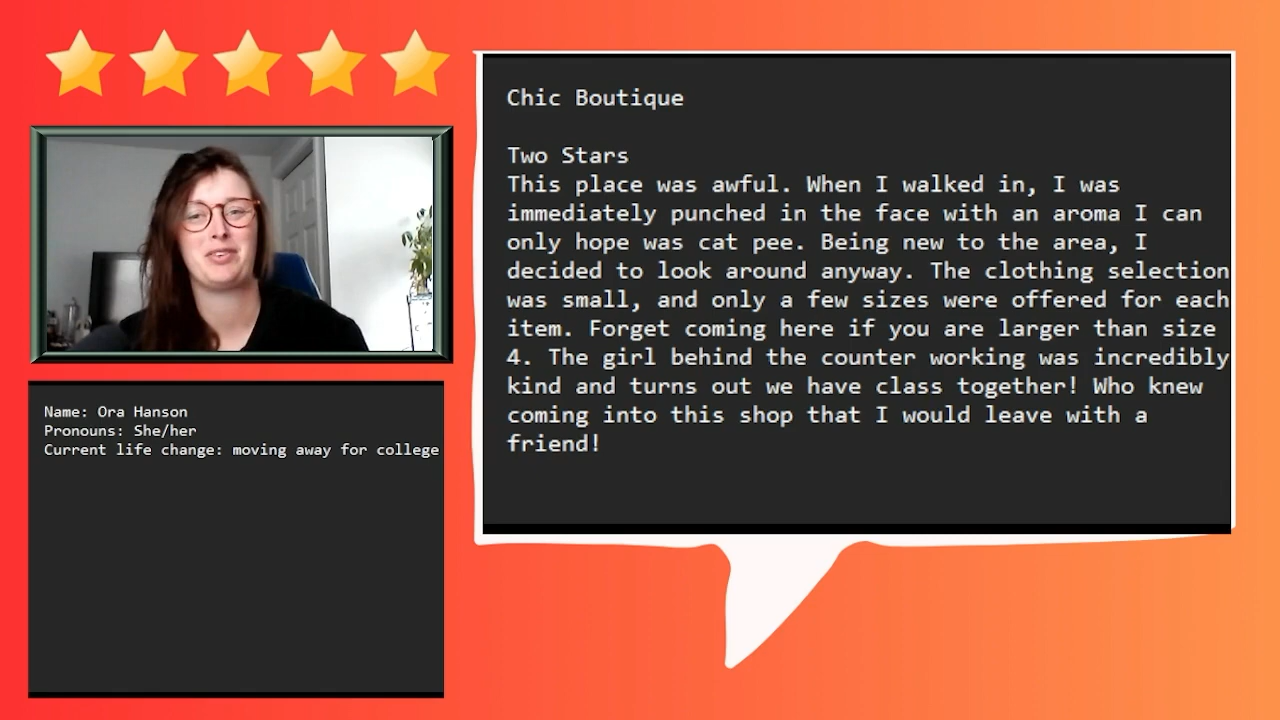 Chic Boutique
Two Stars
This place was awful. When I walked in, I was
immediately punched in the face with an aroma I can
only hope was cat pee. Being new to the area, I
decided to look around anyway. The clothing selection
was small, and only a few sizes were offered for each
item. Forget coming here if you are larger than size
4. The girl behind the counter working was incredibly
kind and turns out we have class together! Who knew
coming into this shop that I would leave with a
friend!
Name: Ora Hanson
Pronouns: She/her
Current life change: moving away for college